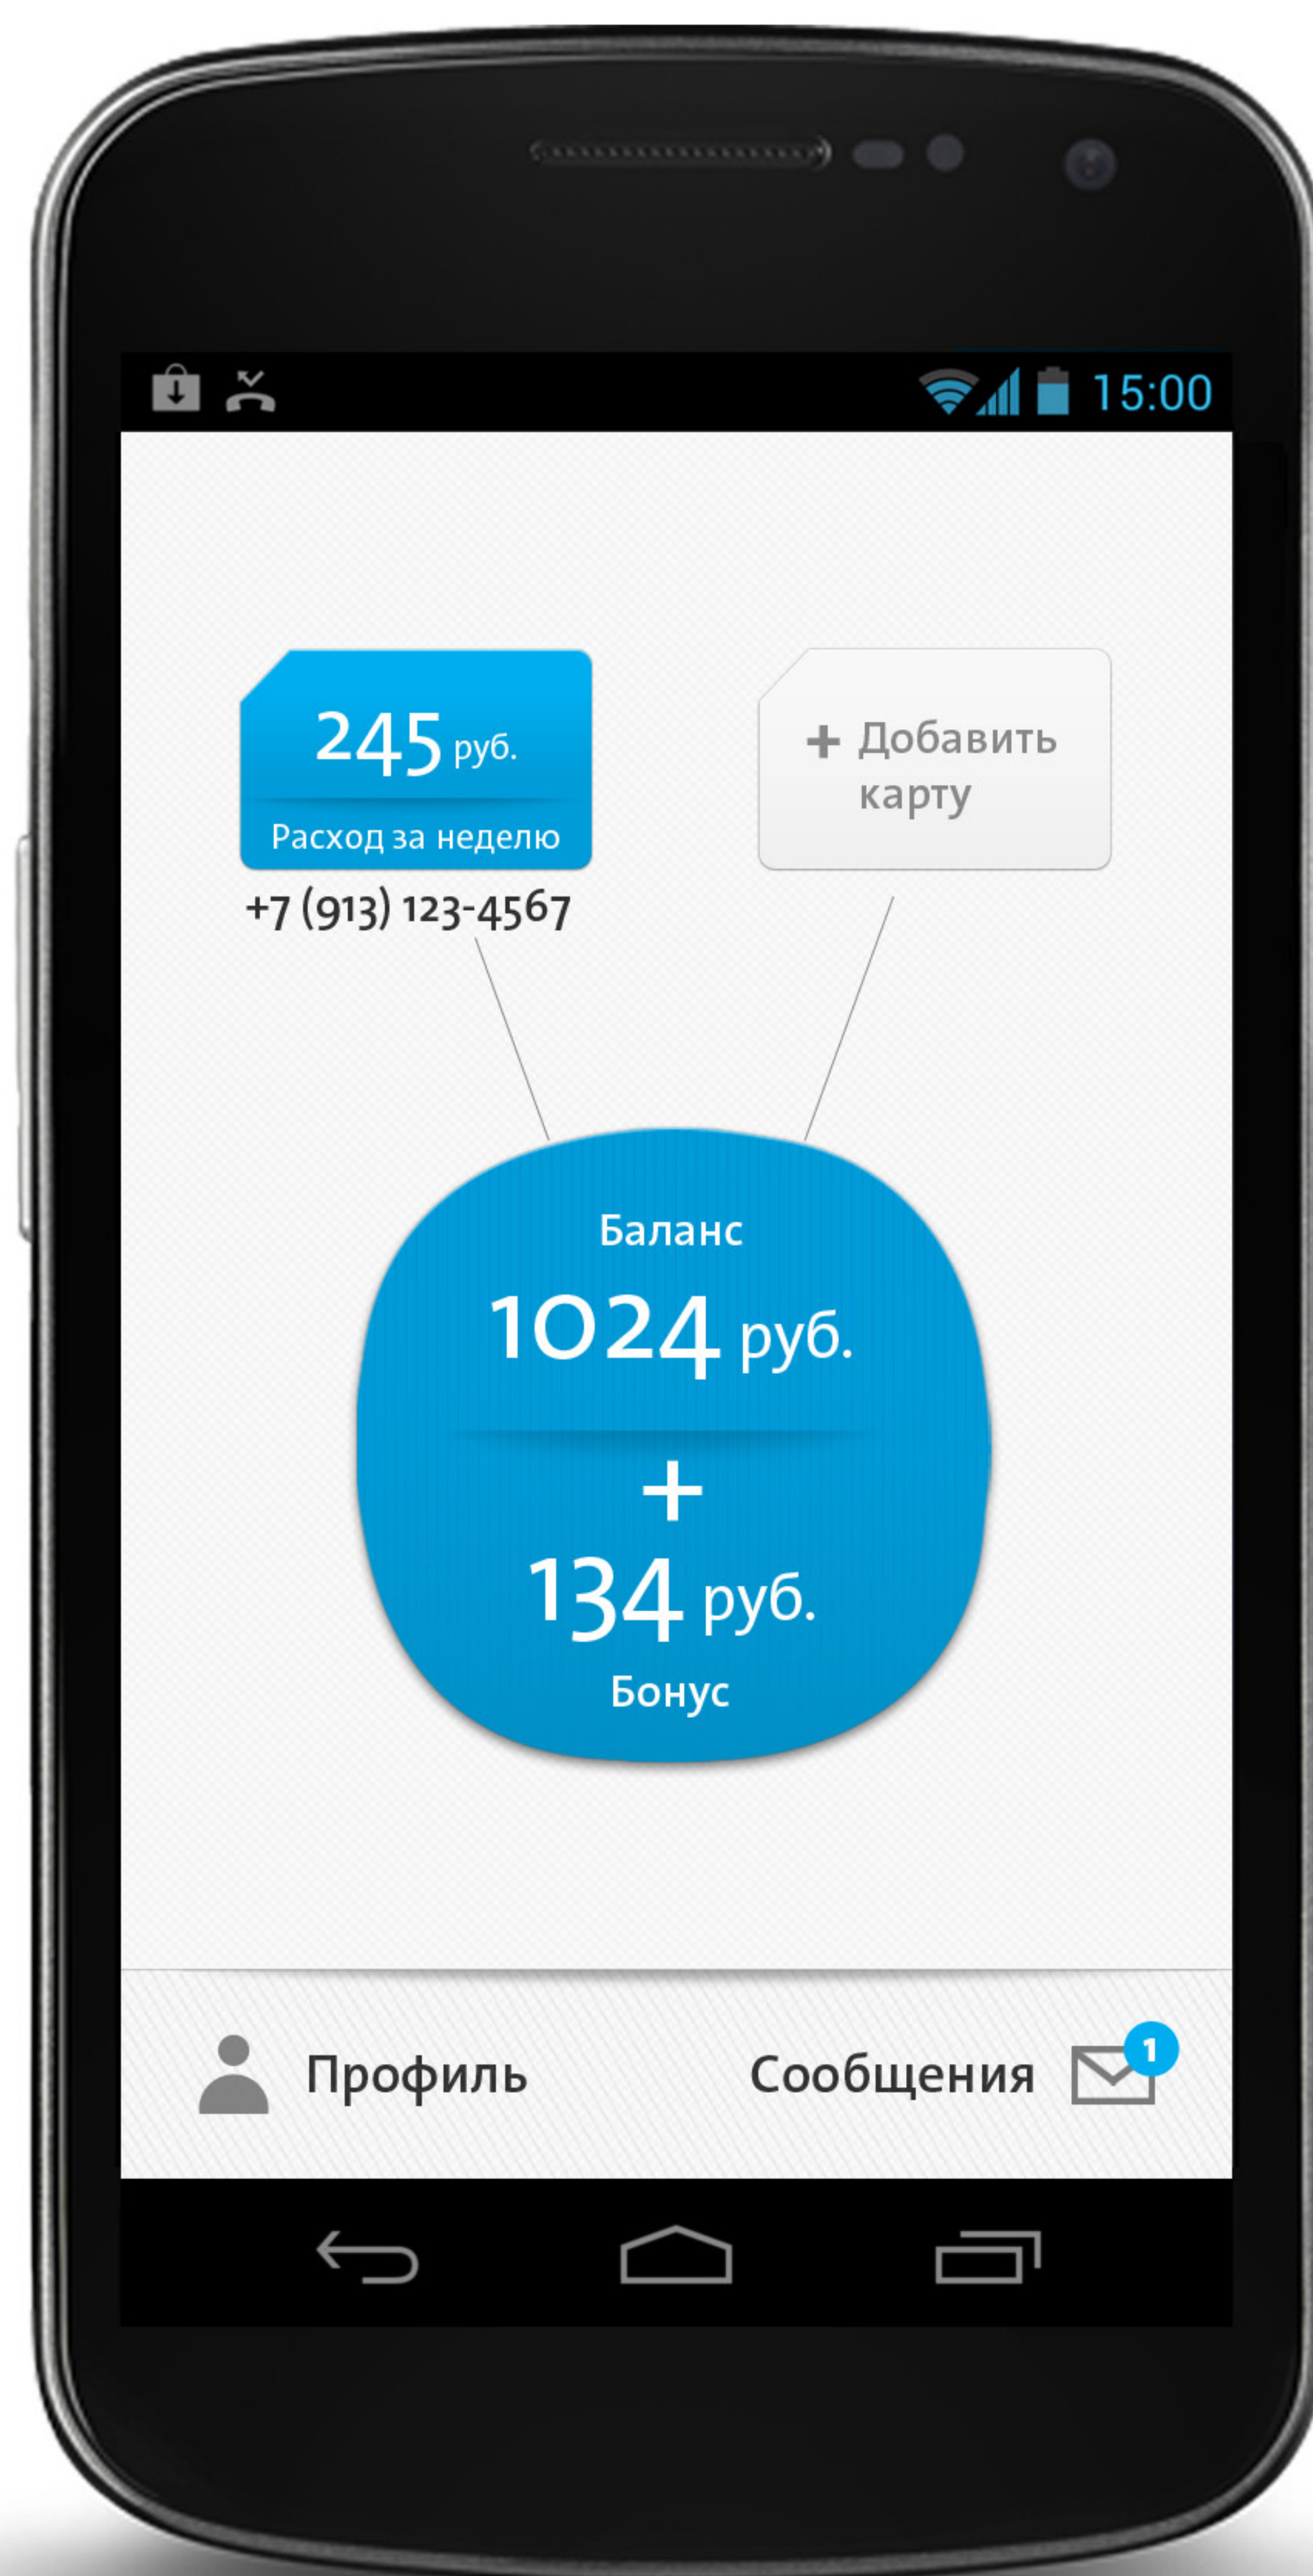 15:00
245 руб.
Расход за неделю
+7 (913) 123-4567
+ Добавить
карту
Баланс
1024 руб.
+
134 руб.
Бонус
Профиль
Сообщения 1